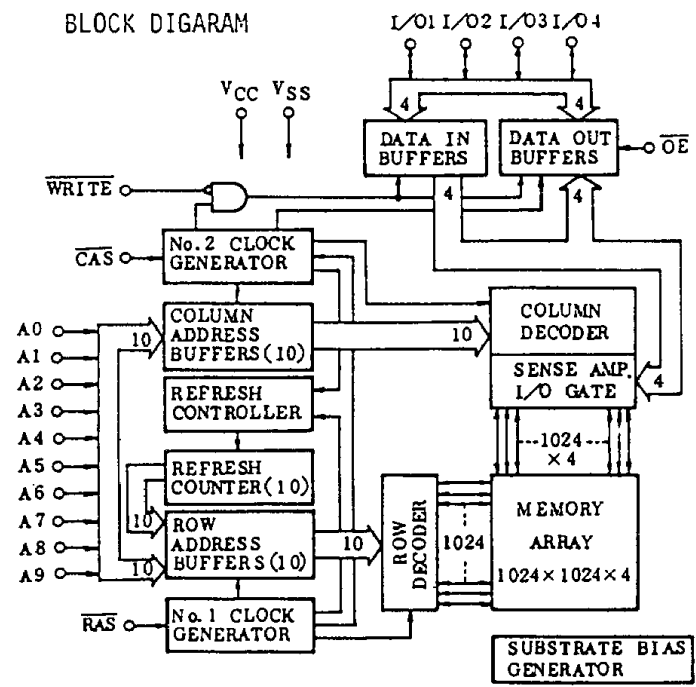 BLOCK DIGARAM
I/O1 I/O2 I/O3 I/O4
VCC VSS
4
DATA IN
BUFFERS
DATA OUT
BUFFERS
OE
WRITE
4
4
CAS
No.2 CLOCK
GENERATOR
A0
A1
A2
A3
A4
A5
A6
A7
A8
A9
10
COLUMN
ADDRESS
BUFFERS(10)
10
COLUMN
DECODER
SENSE AMP.
I/O GATE
4
REFRESH
CONTROLLER
1024
×4
REFRESH
COUNTER(10)
10
ROW
ADDRESS
BUFFERS(10)
10
10
ROW
DECODER
1024
MEMORY
ARRAY
1024×1024×4
RAS
No.1 CLOCK
GENERATOR
SUBSTRATE BIAS
GENERATOR